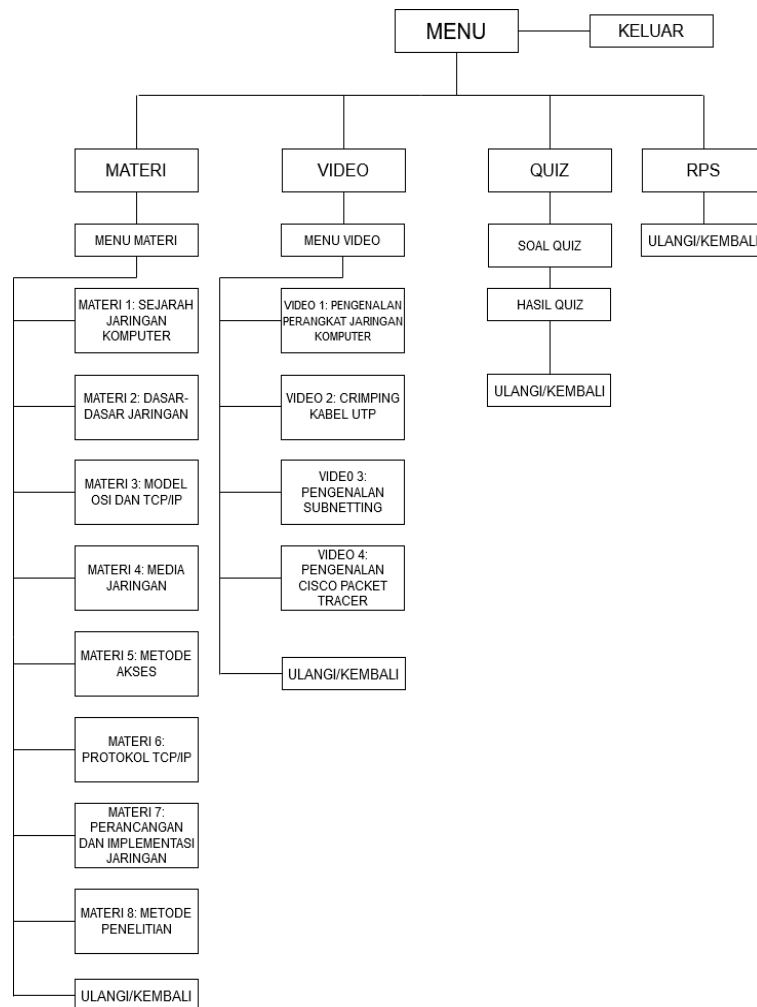 MENU
KELUAR
MATERI
VIDEO
QUIZ
RPS
MENU MATERI
MENU VIDEO
SOAL QUIZ
ULANGI/KEMBALI
MATERI 1: SEJARAH
JARINGAN
KOMPUTER
VIDEO 1: PENGENALAN
PERANGKAT JARINGAN
KOMPUTER
HASIL QUIZ
MATERI 2: DASAR-
DASAR JARINGAN
VIDEO 2: CRIMPING
KABEL UTP
ULANGI/KEMBALI
MATERI 3: MODEL
OSI DAN TCP/IP
VIDE0 3:
PENGENALAN
SUBNETTING
MATERI 4: MEDIA
JARINGAN
VIDEO 4:
PENGENALAN
CISCO PACKET
TRACER
MATERI 5: METODE
AKSES
ULANGI/KEMBALI
MATERI 6:
PROTOKOL TCP/IP
MATERI 7:
PERANCANGAN
DAN IMPLEMENTASI
JARINGAN
MATERI 8: METODE
PENELITIAN
ULANGI/KEMBALI